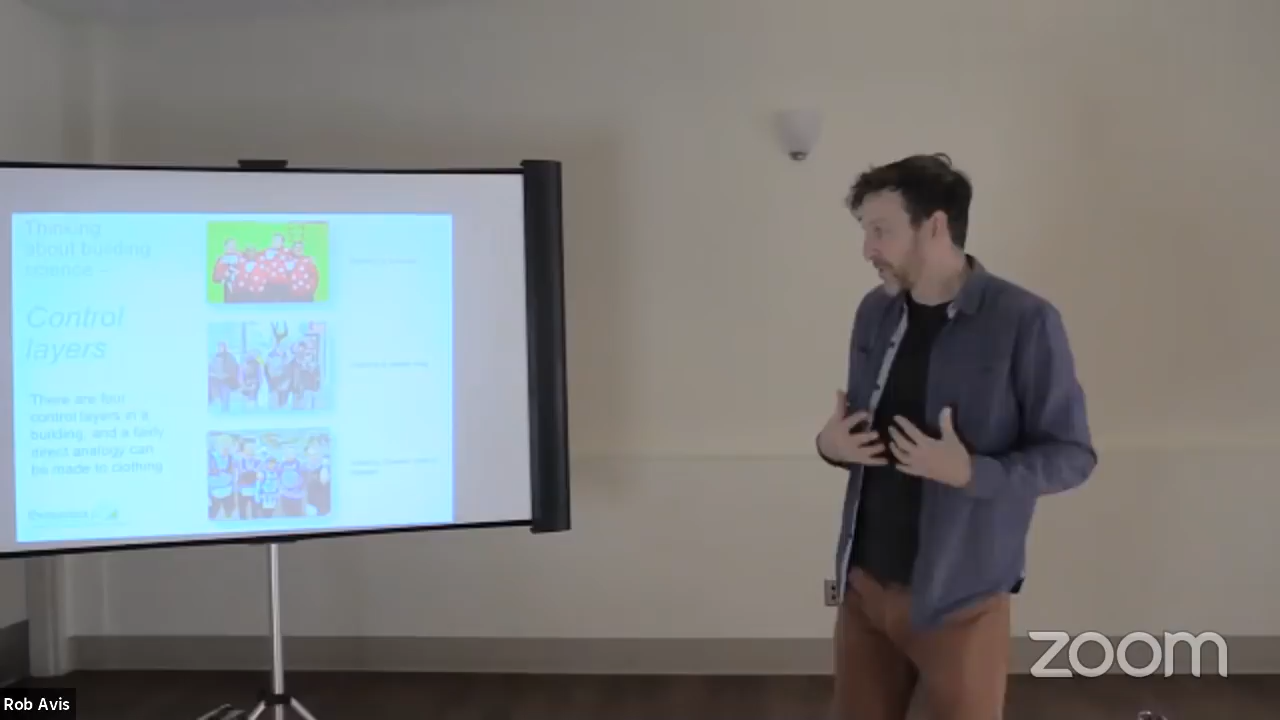 Thinking
about building
science –
Control
layers
There are four
control layers in a
building, and a fairly
direct analogy can
be made to clothing
zoom
Rob Avis